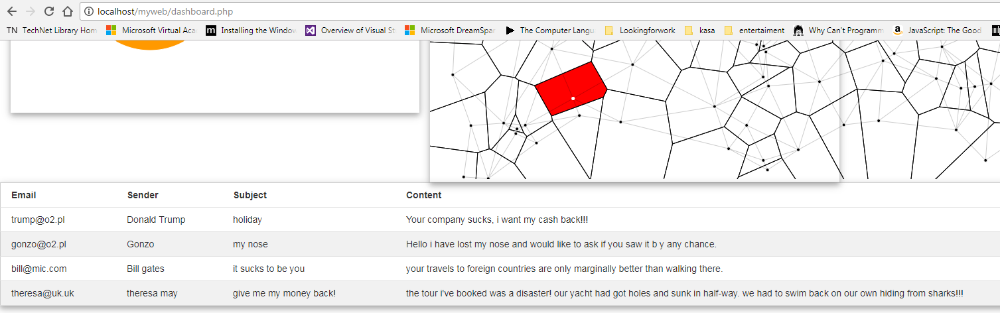 localhost/myweb/dashboard.php
TN TechNet Library Hom Microsoft Virtual Aca m Installing the Window Overview of Visual St Microsoft DreamSpar The Computer Langu Lookingforwork kasa entertaiment Why Can't Programm a JavaScript: The Good
Email Sender Subject Content
trump@o2.pl Donald Trump holiday Your company sucks, i want my cash back!!!
gonzo@o2.pl Gonzo my nose Hello i have lost my nose and would like to ask if you saw it b y any chance.
bill@mic.com Bill gates it sucks to be you your travels to foreign countries are only marginally better than walking there.
theresa@uk.uk theresa may give me my money back! the tour i've booked was a disaster! our yacht had got holes and sunk in half-way. we had to swim back on our own hiding from sharks!!!